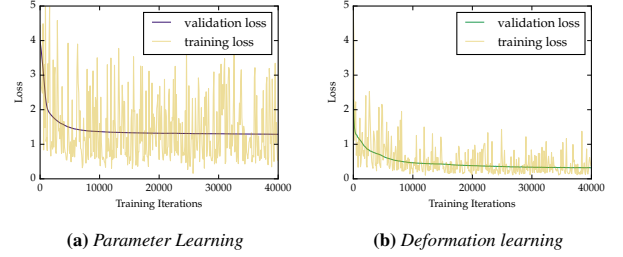 5
4
3
2
1
0
Loss
validation loss
training loss
0 10000 20000 30000 40000
Training Iterations
(a) Parameter Learning
5
4
3
2
1
0
Loss
validation loss
training loss
0 10000 20000 30000 40000
Training Iterations
(b) Deformation learning